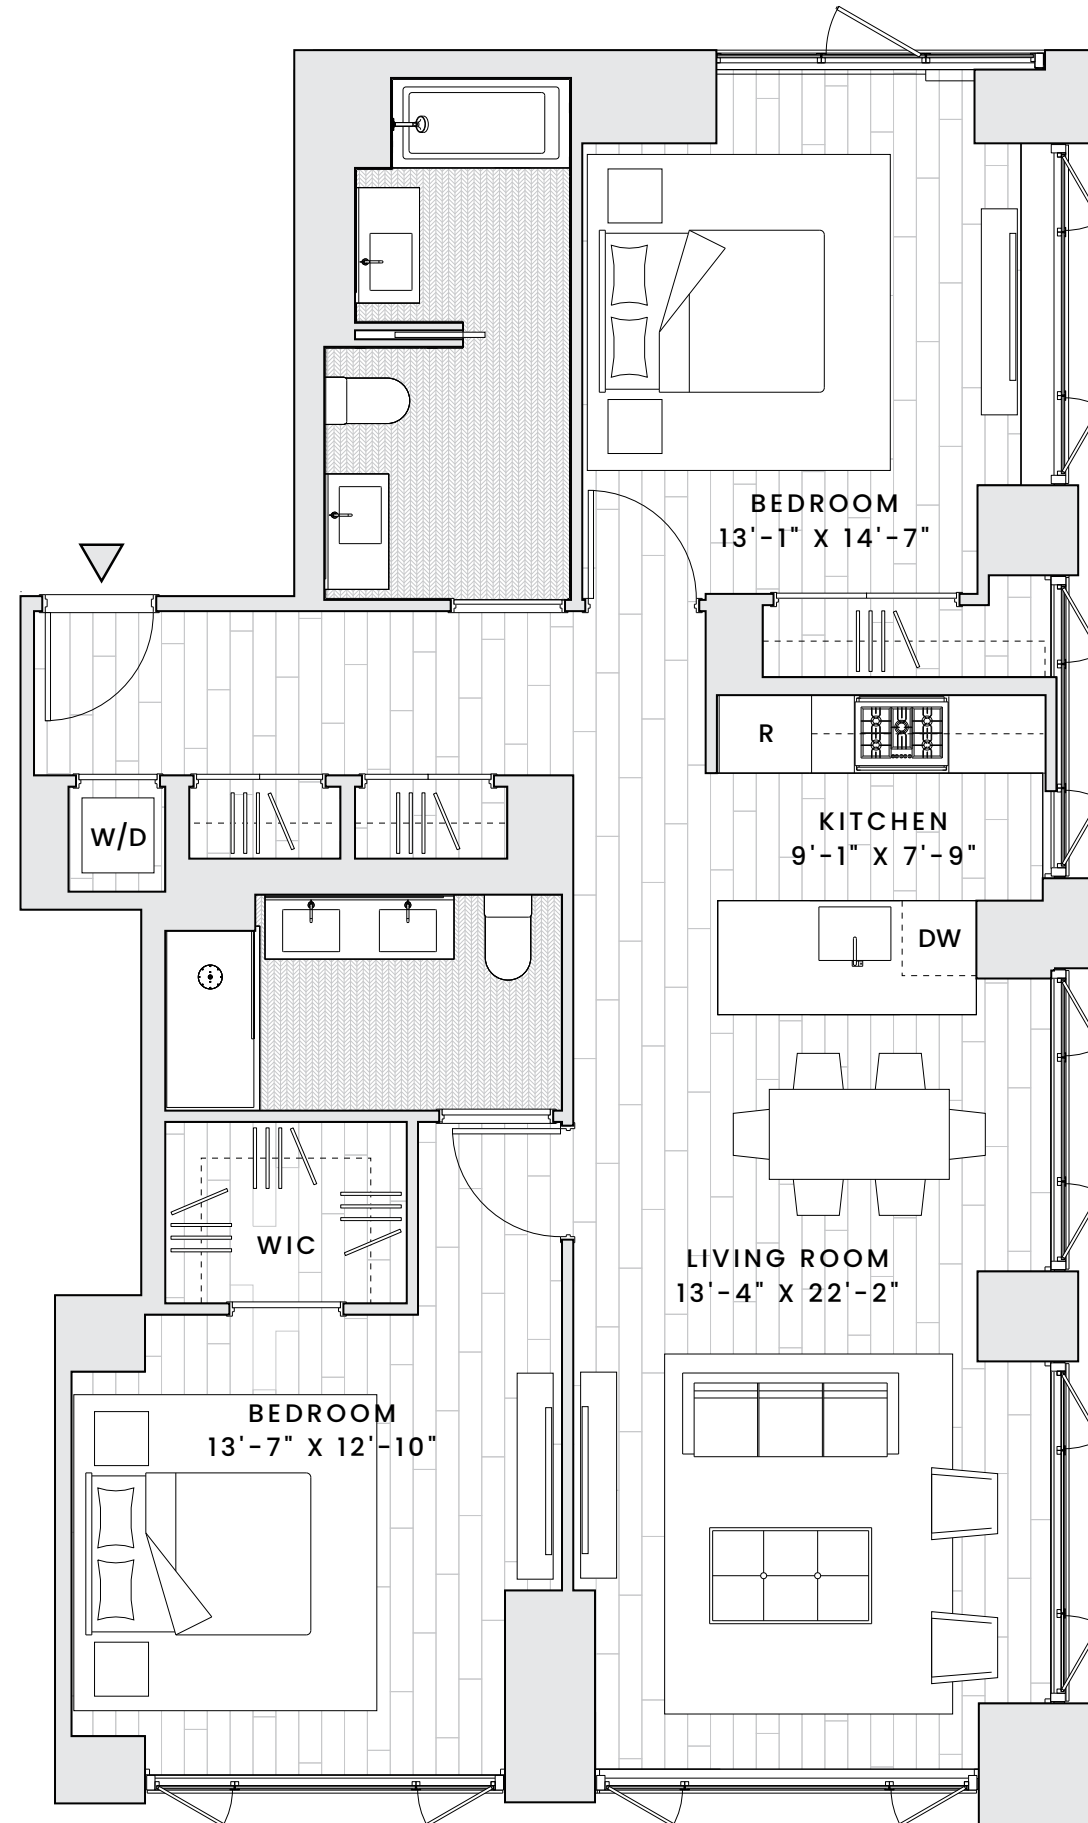 BEDROOM
13'-1" X 14'-7"
R
W/D
KITCHEN
9'-1" X 7'-9"
DW
WIC
LIVING ROOM
13'-4" X 22'-2"
BEDROOM
13'-7" X 12'-10"